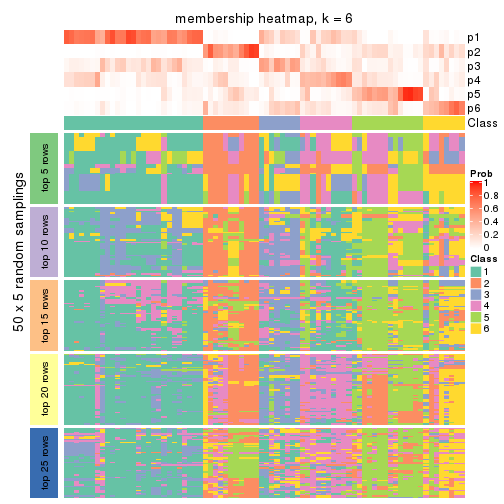 membership heatmap, k = 6
p1
p2
p3
p4
p5
p6
Class
50 x 5 random samplings
top 5 rows
top 10 rows
top 15 rows
top 20 rows
top 25 rows
Prob
1
0.8
0.6
0.4
0.2
0
Class
1
2
3
4
5
6